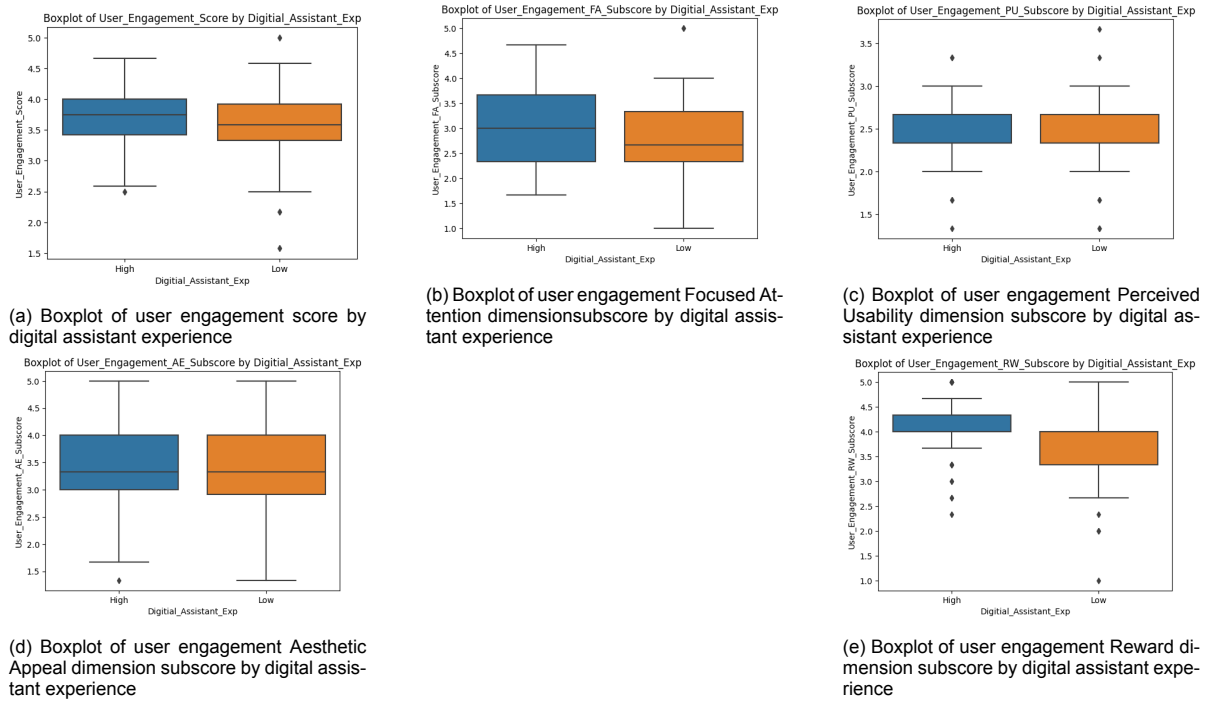 Boxplot of User_Engagement_Score by Digitial_Assistant_Exp
5.0
4.5
4.0
3.5
3.0
2.5
2.0
1.5
User_Engagement_Score
High
Low
Digitial_Assistant_Exp
(a) Boxplot of user engagement score by
digital assistant experience
Boxplot of User_Engagement_FA_Subscore by Digitial_Assistant_Exp
5.0
4.5
4.0
3.5
3.0
2.5
2.0
1.5
1.0
User_Engagement_FA_Subscore
High
Low
Digitial_Assistant_Exp
(b) Boxplot of user engagement Focused At-
tention dimensionsubscore by digital assis-
tant experience
Boxplot of User_Engagement_PU_Subscore by Digitial_Assistant_Exp
3.5
3.0
2.5
2.0
1.5
User_Engagement_PU_Subscore
High
Low
Digitial_Assistant_Exp
(c) Boxplot of user engagement Perceived
Usability dimension subscore by digital as-
sistant experience
Boxplot of User_Engagement_AE_Subscore by Digitial_Assistant_Exp
5.0
4.5
4.0
3.5
3.0
2.5
2.0
1.5
User_Engagement_AE_Subscore
High
Low
Digitial_Assistant_Exp
(d) Boxplot of user engagement Aesthetic
Appeal dimension subscore by digital assis-
tant experience
Boxplot of User_Engagement_RW_Subscore by Digitial_Assistant_Exp
5.0
4.5
4.0
3.5
3.0
2.5
2.0
1.5
1.0
User_Engagement_RW_Subscore
High
Low
Digitial_Assistant_Exp
(e) Boxplot of user engagement Reward di-
mension subscore by digital assistant expe-
rience